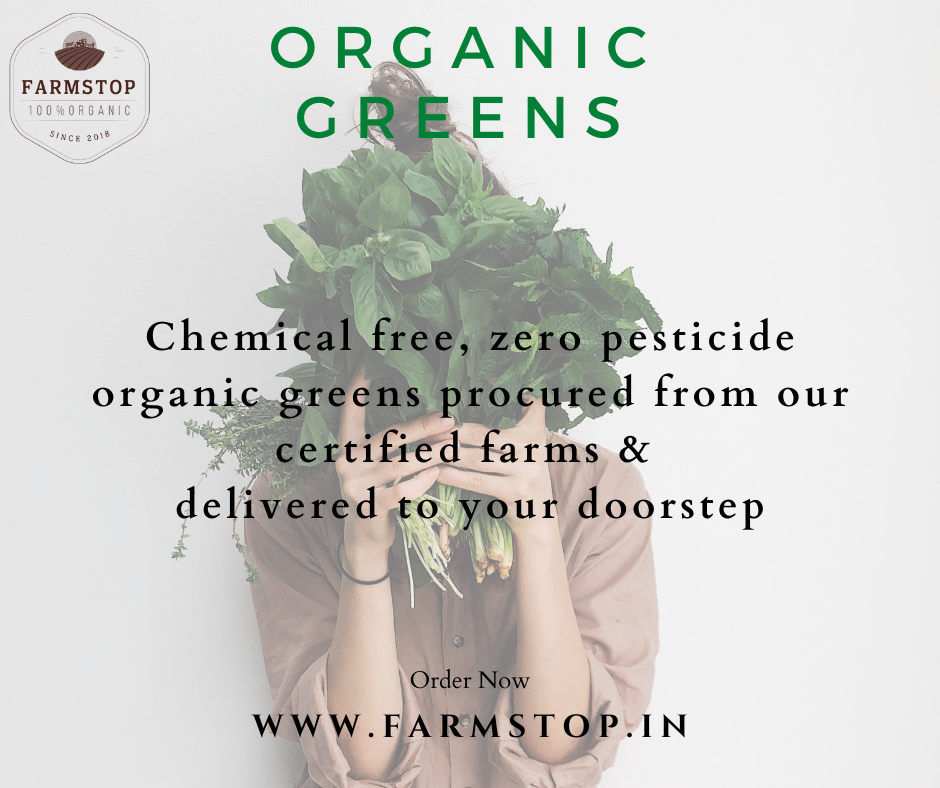 FARMSTOP
100%ORGANIC
SINCE 2018
ORGANIC
GREENS
Chemical free, zero pesticide
organic greens procured from our
certified farms &
delivered to your doorstep
Order Now
WWW.FARMSTOP.IN